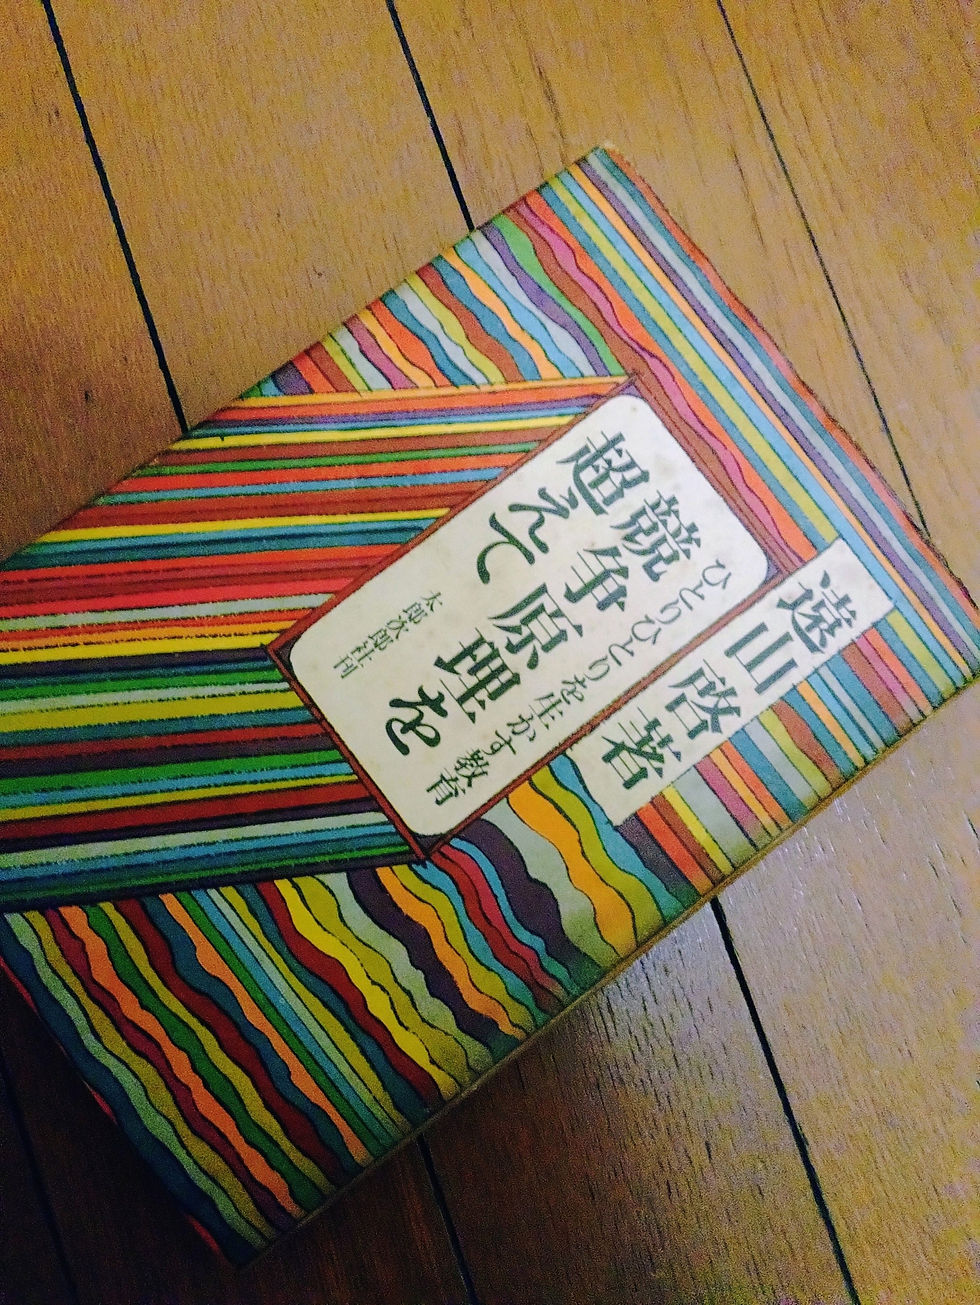 遠山啓著
ひとりひとりを生かす教育
競争原理を
超えて
太郎次郎社刊